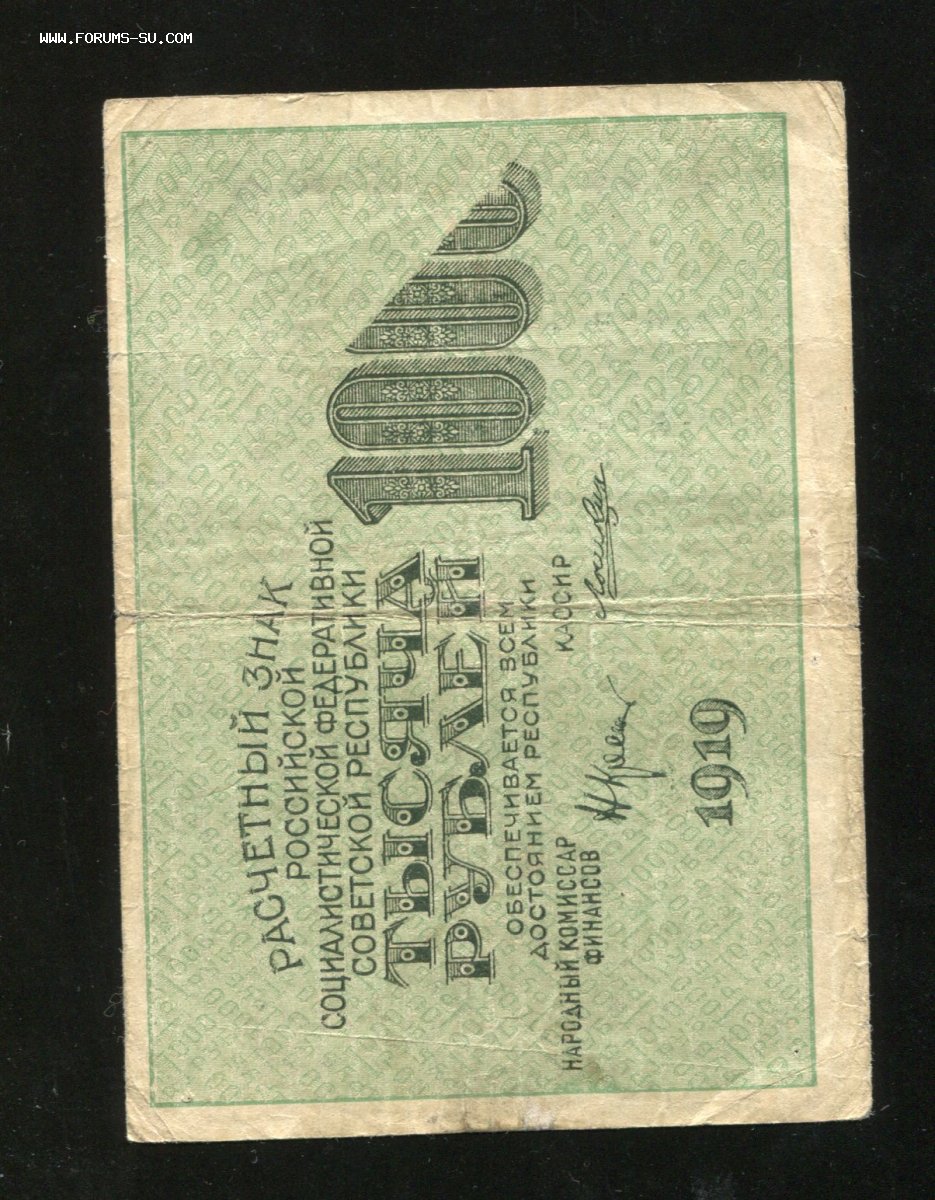 WWW.FORUMS-SU.COM
РАСЧЕТНЫЙ ЗНАК
РОССИЙСКОЙ
СОЦИАЛИСТИЧЕСКОЙ ФЕДЕРАТИВНОЙ
СОВЕТСКОЙ РЕСПУБЛИКИ
ТЫСЯЧА
РУБЛЕЙ
1000
ОБЕСПЕЧИВАЕТСЯ ВСЕМ
ДОСТОЯНИЕМ РЕСПУБЛИКИ
НАРОДНЫЙ КОМИССАР
ФИНАНСОВ
КАССИР
1919